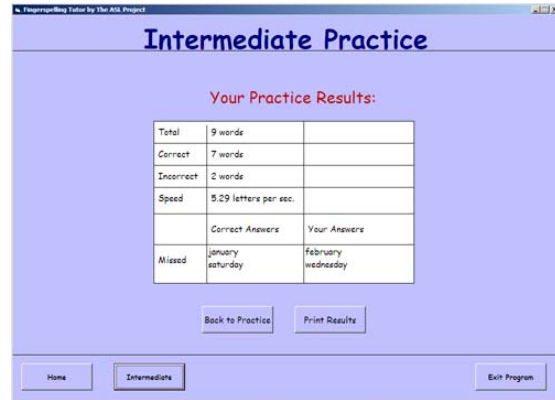 Fingerspelling Tutor by The ASL Project
Intermediate Practice
Your Practice Results:
Total 9 words
Correct 7 words
Incorrect 2 words
Speed 5.29 letters per sec.
Correct Answers Your Answers
Missed january february
saturday wednesday
Back to Practice Print Results
Home Intermediate Exit Program